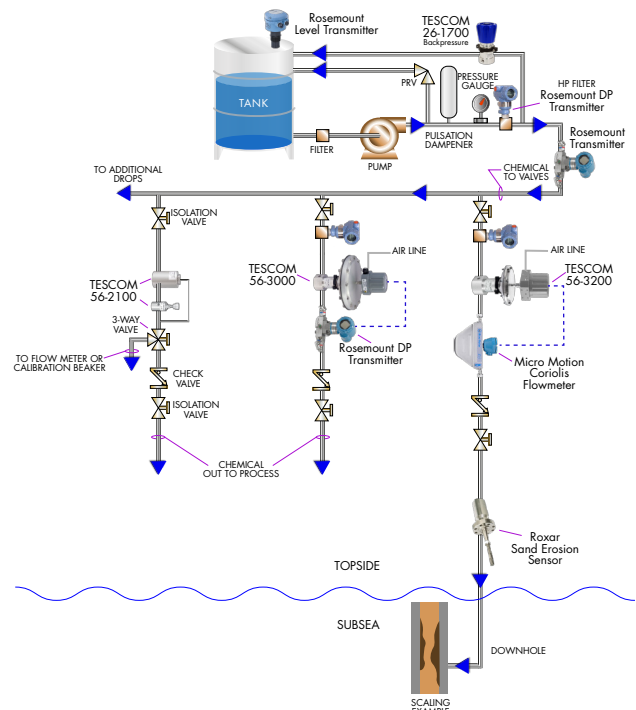 Rosemount
Level Transmitter
TESCOM
26-1700
Backpressure
PRV
PRESSURE
GAUGE
HP FILTER
Rosemount DP
Transmitter
TANK
FILTER
PUMP
PULSATION
DAMPENER
Rosemount
Transmitter
TO ADDITIONAL
DROPS
CHEMICAL
TO VALVES
ISOLATION
VALVE
AIR LINE
AIR LINE
TESCOM
56-2100
TESCOM
56-3000
TESCOM
56-3200
3-WAY
VALVE
Rosemount DP
Transmitter
TO FLOW METER OR
CALIBRATION BEAKER
Micro Motion
Coriolis
Flowmeter
CHECK
VALVE
ISOLATION
VALVE
CHEMICAL
OUT TO PROCESS
Roxar
Sand Erosion
Sensor
TOPSIDE
SUBSEA
DOWNHOLE
SCALING
EXAMPLE